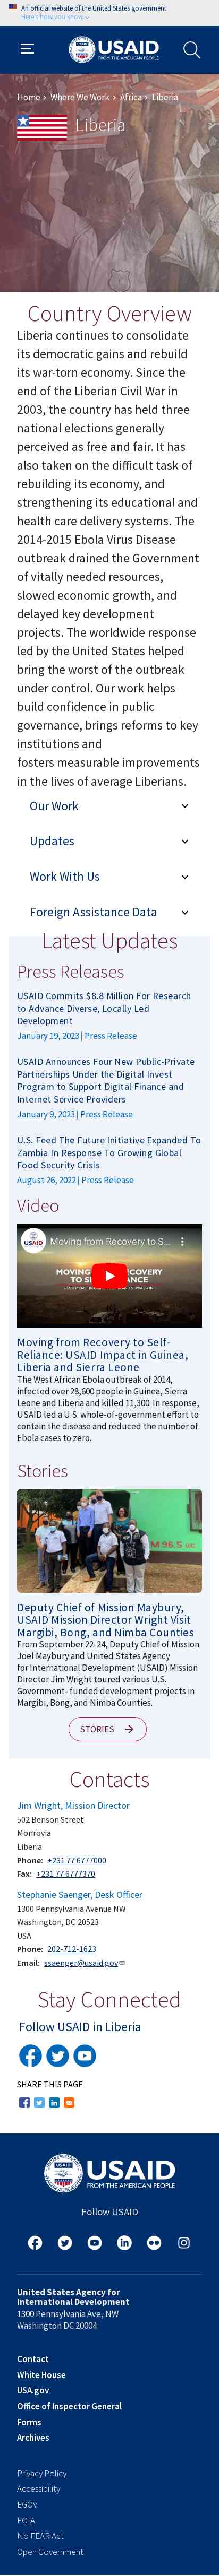 An official website of the United States government
Here's how you know
USAID
FROM THE AMERICAN PEOPLE
Home › Where We Work › Africa › Liberia
Liberia
Country Overview
Liberia continues to consolidate
its democratic gains and rebuild
its war-torn economy. Since the
end of the Liberian Civil War in
2003, the country has had three
national elections generally
perceived as free and fair. It has
also taken on the difficult task of
rebuilding its economy, and
strengthening its educational and
health care delivery systems. The
2014-2015 Ebola Virus Disease
outbreak drained the Government
of vitally needed resources,
slowed economic growth, and
delayed key development
projects. The worldwide response
led by the United States helped
bring the worst of the outbreak
under control. Our work helps
build confidence in public
governance, brings reforms to key
institutions and
fosters measurable improvements
in the lives of average Liberians.
Our Work
Updates
Work With Us
Foreign Assistance Data
Latest Updates
Press Releases
USAID Commits $8.8 Million For Research
to Advance Diverse, Locally Led
Development
January 19, 2023 | Press Release
USAID Announces Four New Public-Private
Partnerships Under the Digital Invest
Program to Support Digital Finance and
Internet Service Providers
January 9, 2023 | Press Release
U.S. Feed The Future Initiative Expanded To
Zambia In Response To Growing Global
Food Security Crisis
August 26, 2022 | Press Release
Video
USAID
Moving from Recovery to S...
MOVING FROM RECOVERY
Moving from Recovery to Self-
Reliance: USAID Impact in Guinea,
Liberia and Sierra Leone
The West African Ebola outbreak of 2014,
infected over 28,600 people in Guinea, Sierra
Leone and Liberia and killed 11,300. In response,
USAID led a U.S. whole-of-government effort to
contain the disease and reduced the number of
Ebola cases to zero.
Stories
Deputy Chief of Mission Maybury,
USAID Mission Director Wright Visit
Margibi, Bong, and Nimba Counties
From September 22-24, Deputy Chief of Mission
Joel Maybury and United States Agency
for International Development (USAID) Mission
Director Jim Wright toured various U.S.
Government- funded development projects in
Margibi, Bong, and Nimba Counties.
STORIES
Contacts
Jim Wright, Mission Director
502 Benson Street
Monrovia
Liberia
Phone: +231 77 6777000
Fax: +231 77 6777370
Stephanie Saenger, Desk Officer
1300 Pennsylvania Avenue NW
Washington, DC 20523
USA
Phone: 202-712-1623
Email: ssaenger@usaid.gov
Stay Connected
Follow USAID in Liberia
SHARE THIS PAGE
USAID
FROM THE AMERICAN PEOPLE
Follow USAID
United States Agency for
International Development
1300 Pennsylvania Ave, NW
Washington DC 20004
Contact
White House
USA.gov
Office of Inspector General
Forms
Archives
Privacy Policy
Accessibility
EGOV
FOIA
No FEAR Act
Open Government